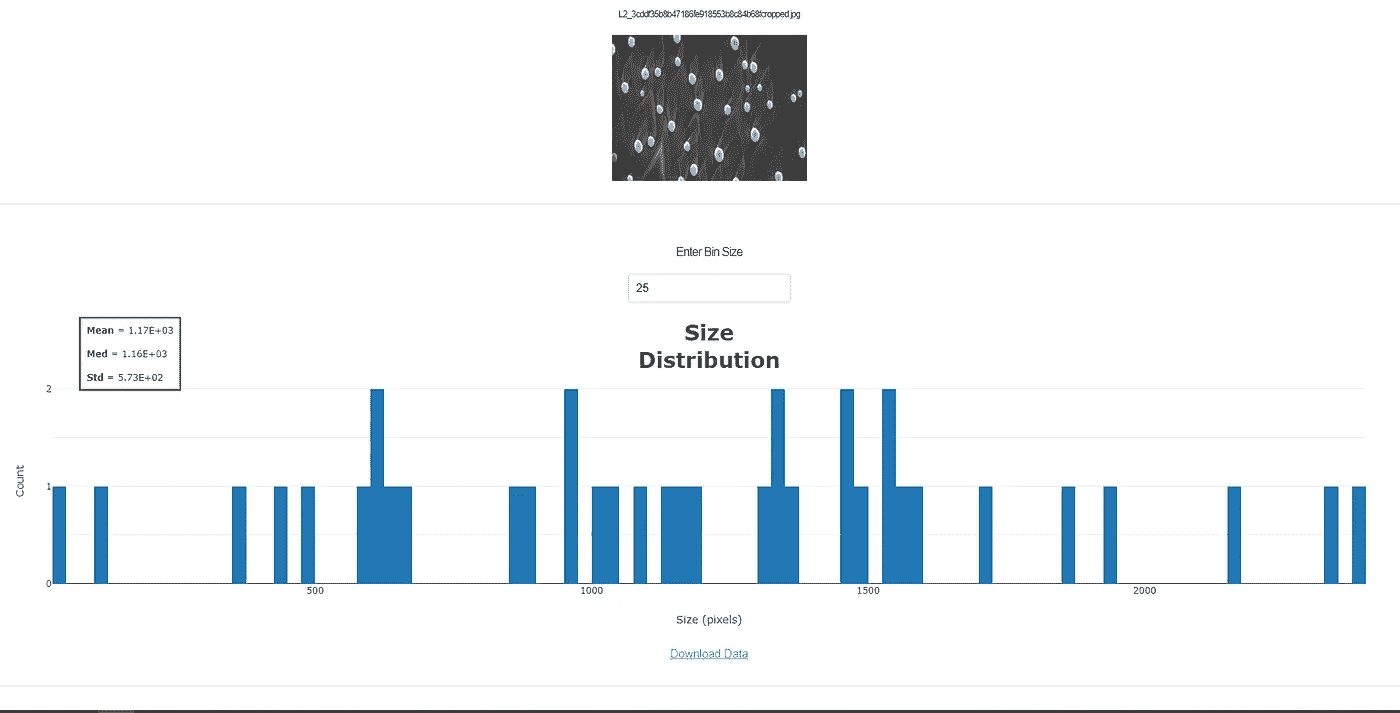 L2_3cddf35b8b47186fe918553b8c84b68fcropped.jpg
Enter Bin Size
25
Size
Distribution
Mean = 1.17E+03
Med = 1.16E+03
Std = 5.73E+02
2
1
0
Count
500
1000
1500
2000
Size (pixels)
Download Data